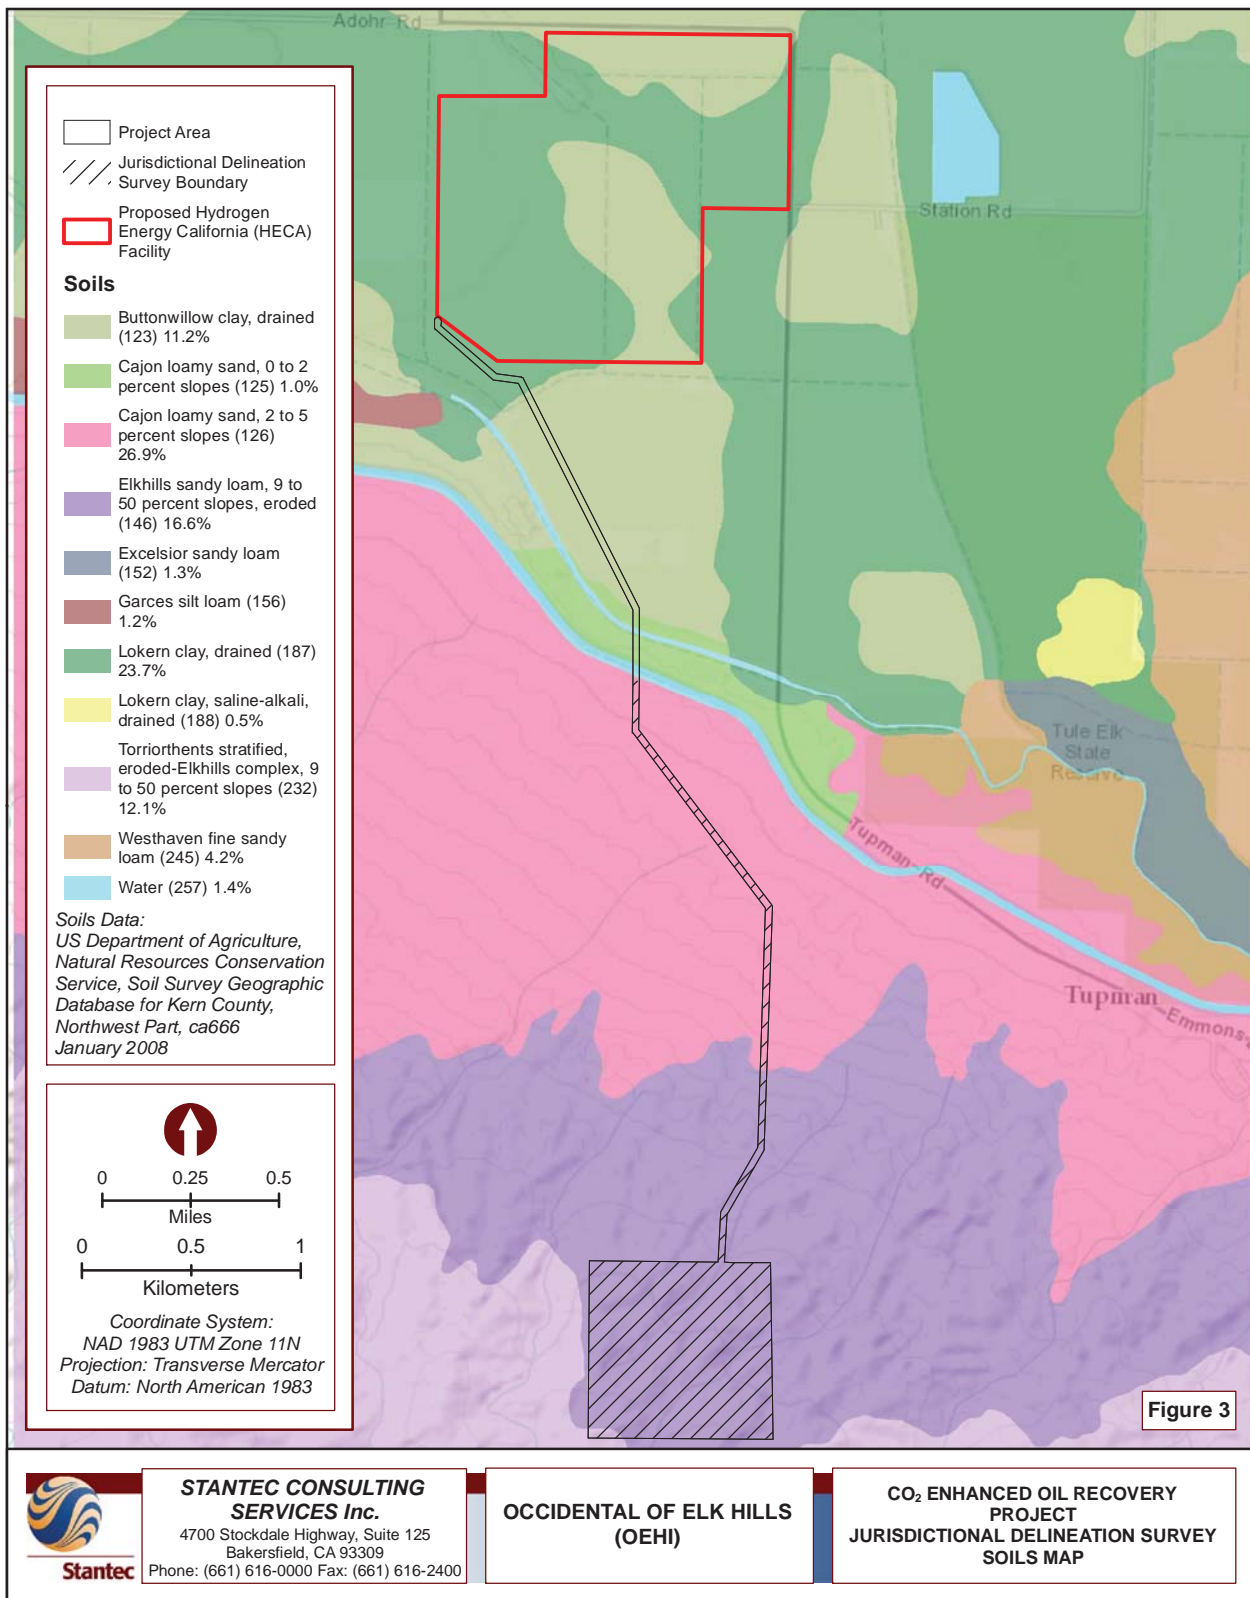 Adohr Rd
Station Rd
Tule Elk
State
Reserve
Tupman Rd
Tupman
Project Area
Jurisdictional Delineation
Survey Boundary
Proposed Hydrogen
Energy California (HECA)
Facility
Soils
Buttonwillow clay, drained
(123) 11.2%
Cajon loamy sand, 0 to 2
percent slopes (125) 1.0%
Cajon loamy sand, 2 to 5
percent slopes (126)
26.9%
Elkhills sandy loam, 9 to
50 percent slopes, eroded
(146) 16.6%
Excelsior sandy loam
(152) 1.3%
Garces silt loam (156)
1.2%
Lokern clay, drained (187)
23.7%
Lokern clay, saline-alkali,
drained (188) 0.5%
Torriorthents stratified,
eroded-Elkhills complex, 9
to 50 percent slopes (232)
12.1%
Westhaven fine sandy
loam (245) 4.2%
Water (257) 1.4%
Soils Data:
US Department of Agriculture,
Natural Resources Conservation
Service, Soil Survey Geographic
Database for Kern County,
Northwest Part, ca666
January 2008
0 0.25 0.5
Miles
0 0.5 1
Kilometers
Coordinate System:
NAD 1983 UTM Zone 11N
Projection: Transverse Mercator
Datum: North American 1983
Figure 3
Stantec
STANTEC CONSULTING
SERVICES Inc.
4700 Stockdale Highway, Suite 125
Bakersfield, CA 93309
Phone: (661) 616-0000 Fax: (661) 616-2400
OCCIDENTAL OF ELK HILLS
(OEHI)
CO₂ ENHANCED OIL RECOVERY
PROJECT
JURISDICTIONAL DELINEATION SURVEY
SOILS MAP